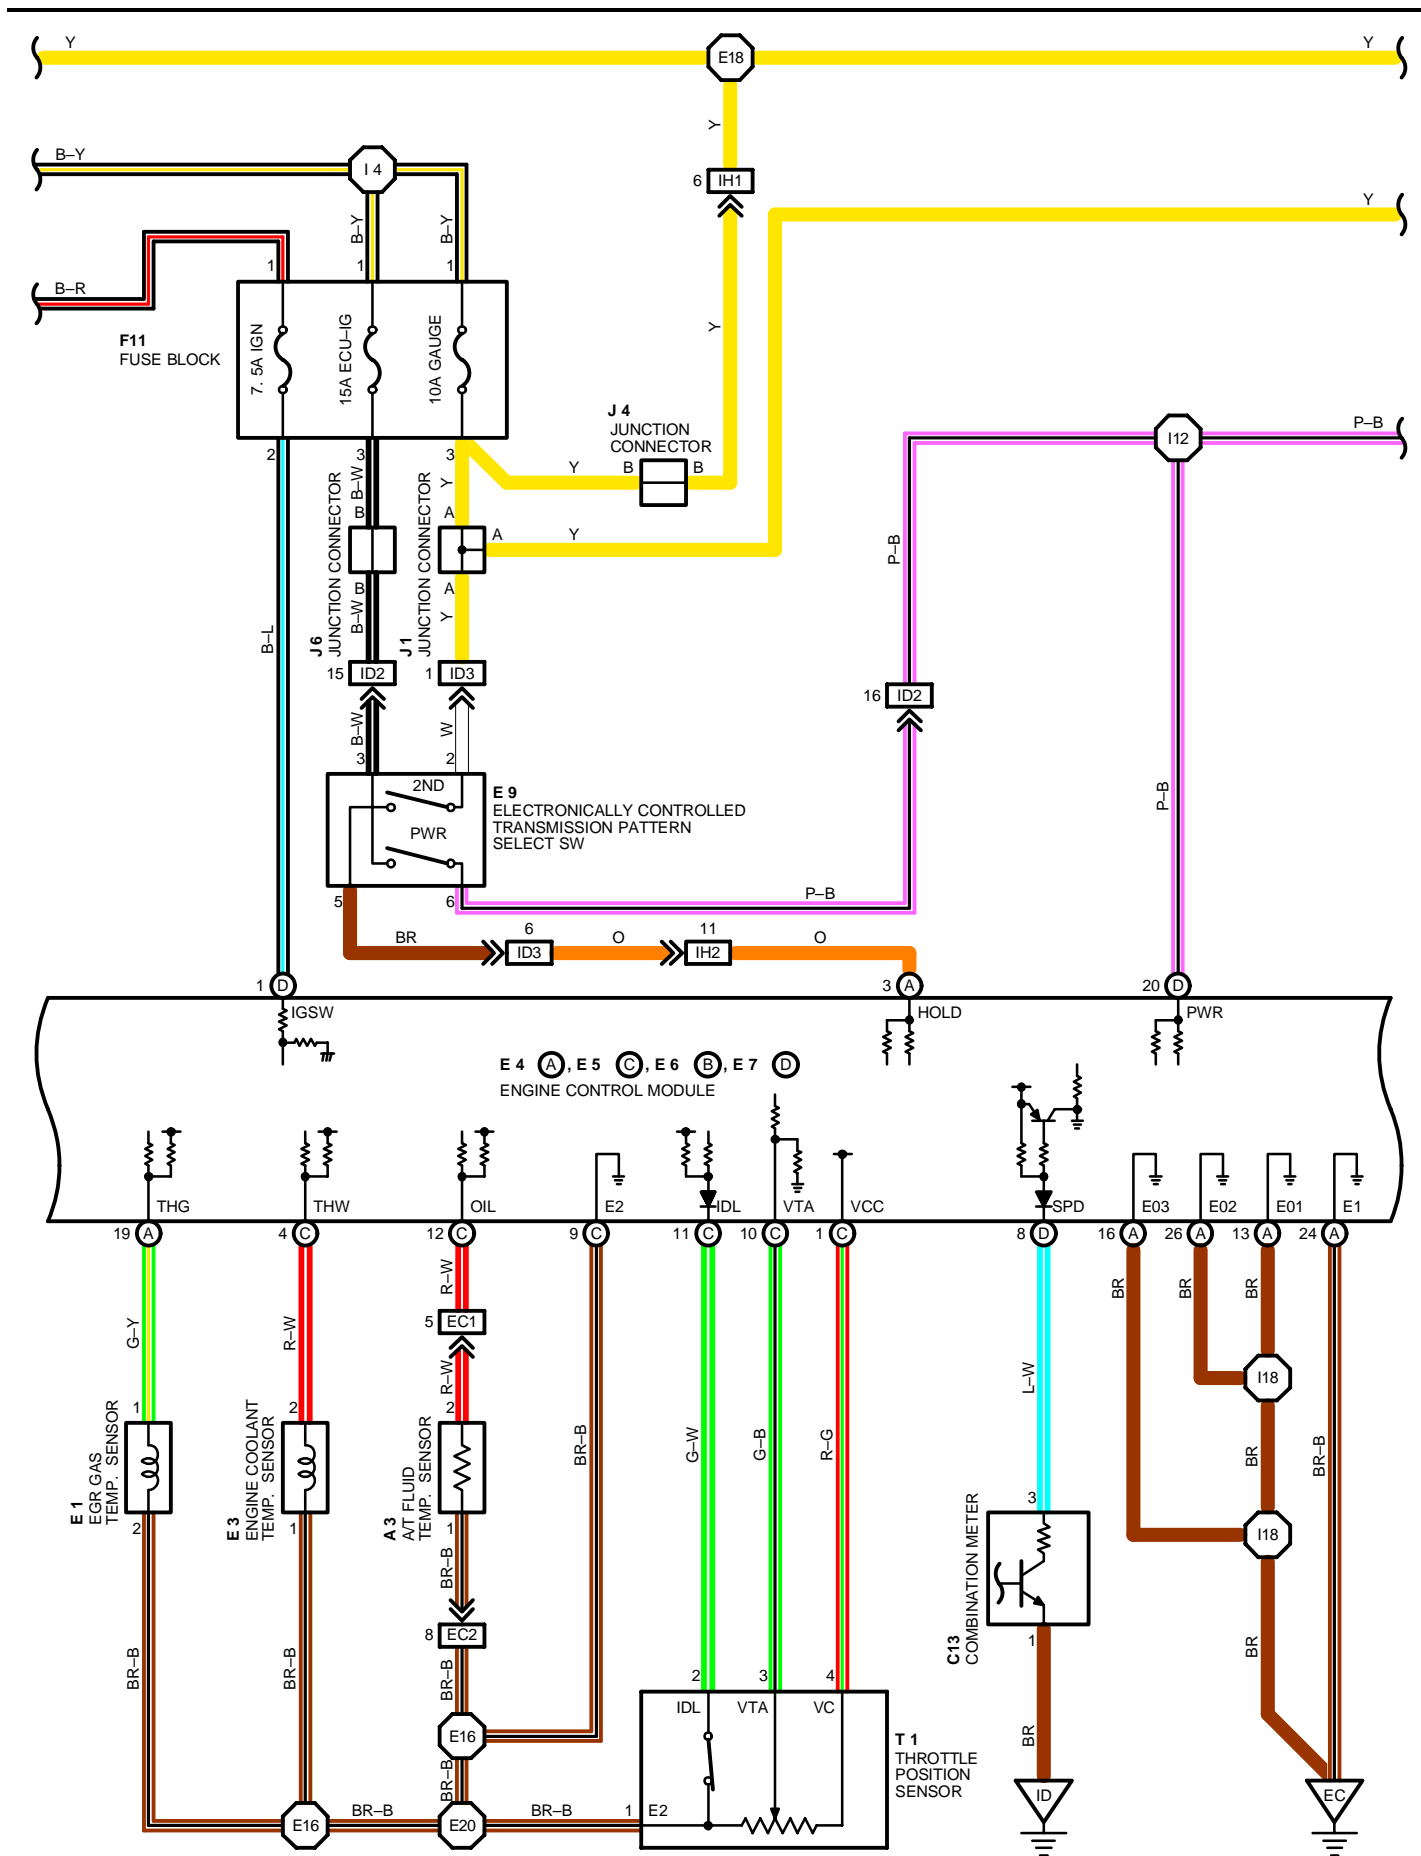 Y
Y
E18
Y
B–Y
I 4
6 IH1
B–Y
B–Y
Y
1
1
1
B–R
F11
FUSE BLOCK
7. 5A IGN
15A ECU–IG
10A GAUGE
Y
J 4
JUNCTION
CONNECTOR
P–B
I12
2
3
3
Y
B
B
B–W
Y
B
A
J 6
JUNCTION CONNECTOR
J 1
JUNCTION CONNECTOR
A
Y
P–B
B
A
B–W
Y
B–L
15 ID2
1 ID3
16 ID2
B–W
W
3
2
2ND
PWR
E 9
ELECTRONICALLY CONTROLLED
TRANSMISSION PATTERN
SELECT SW
P–B
5
6
P–B
BR
6
ID3
O
11
IH2
O
1 D
3 A
20 D
IGSW
HOLD
PWR
E 4 A , E 5 C , E 6 B , E 7 D
ENGINE CONTROL MODULE
THG
THW
OIL
E2
IDL
VTA
VCC
SPD
E03
E02
E01
E1
19 A
4 C
12 C
9 C
11 C
10 C
1 C
8 D
16 A
26 A
13 A
24 A
R–W
BR
BR
BR
5 EC1
G–Y
R–W
R–W
L–W
I18
1
2
2
E 1
EGR GAS
TEMP. SENSOR
E 3
ENGINE COOLANT
TEMP. SENSOR
A 3
A/T FLUID
TEMP. SENSOR
BR–B
G–W
G–B
R–G
BR
BR–B
2
1
1
3
I18
BR–B
C13
COMBINATION METER
8 EC2
1
BR–B
BR–B
BR–B
BR
2
3
4
IDL
VTA
VC
E16
T 1
THROTTLE
POSITION
SENSOR
BR
BR–B
E16
BR–B
E20
BR–B
1
E2
ID
EC